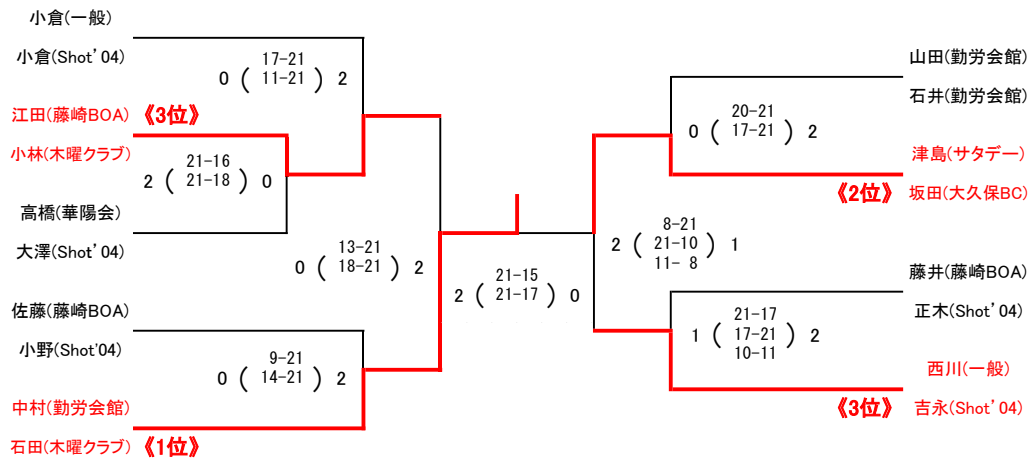 小倉(一般)
小倉(Shot’04)
17-21
0 ( 11-21 ) 2
江田(藤崎BOA) 《3位》
小林(木曜クラブ)
21-16
2 ( 21-18 ) 0
高橋(華陽会)
大澤(Shot’04)
13-21
0 ( 18-21 ) 2
佐藤(藤崎BOA)
小野(Shot'04)
9-21
0 ( 14-21 ) 2
中村(勤労会館)
石田(木曜クラブ) 《1位》
21-15
2 ( 21-17 ) 0
山田(勤労会館)
石井(勤労会館)
20-21
0 ( 17-21 ) 2
津島(サタデー)
《2位》 坂田(大久保BC)
8-21
2 ( 21-10 ) 1
11- 8
藤井(藤崎BOA)
正木(Shot’04)
21-17
1 ( 17-21 ) 2
10-11
西川(一般)
《3位》 吉永(Shot’04)